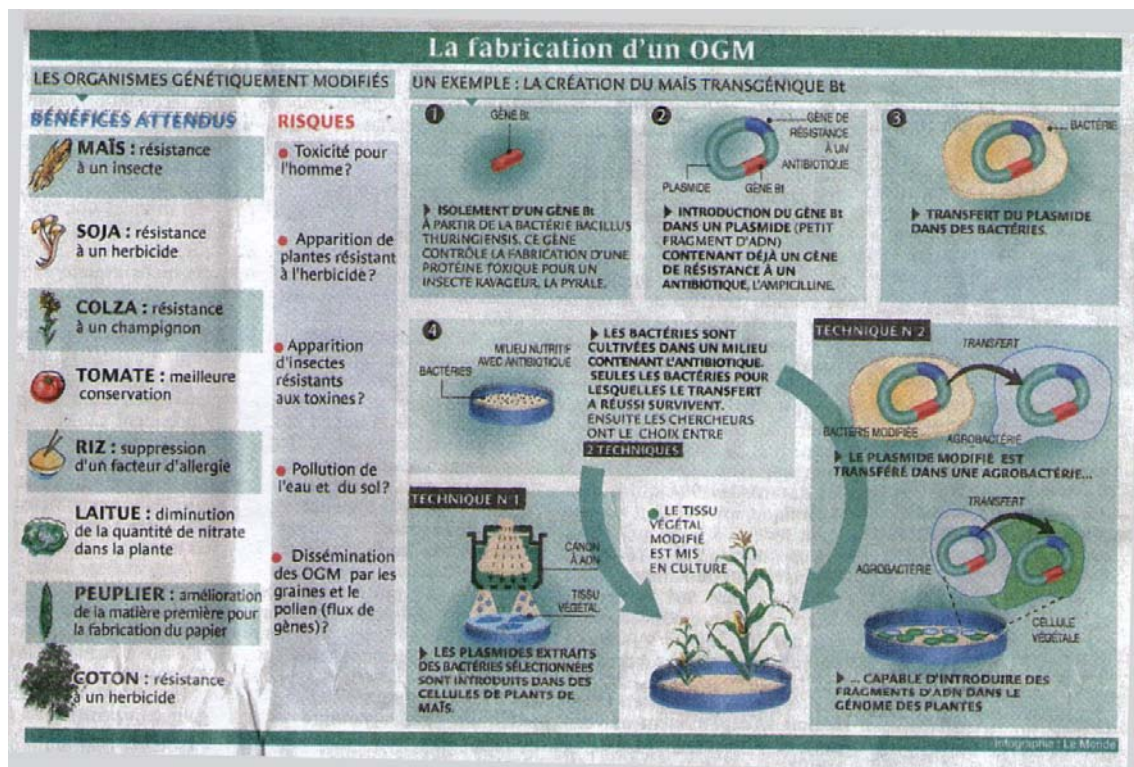 La fabrication d'un OGM
LES ORGANISMES GÉNÉTIQUEMENT MODIFIÉS
BÉNÉFICES ATTENDUS
MAÏS : résistance
à un insecte
SOJA : résistance
à un herbicide
COLZA : résistance
à un champignon
TOMATE : meilleure
conservation
RIZ : suppression
d'un facteur d'allergie
LAITUE : diminution
de la quantité de nitrate
dans la plante
PEUPLIER : amélioration
de la matière première pour
la fabrication du papier
COTON : résistance
à un herbicide
RISQUES
Toxicité pour
l'homme ?
Apparition de
plantes résistant
à l'herbicide ?
Apparition
d'insectes
résistants
aux toxines ?
Pollution de
l'eau et du sol ?
Dissémination
des OGM par les
graines et le
pollen (flux de
gènes) ?
UN EXEMPLE : LA CRÉATION DU MAÏS TRANSGÉNIQUE Bt
1
GÈNE Bt
ISOLEMENT D'UN GÈNE Bt
À PARTIR DE LA BACTÉRIE BACILLUS
THURINGIENSIS. CE GÈNE
CONTRÔLE LA FABRICATION D'UNE
PROTÉINE TOXIQUE POUR UN
INSECTE RAVAGEUR, LA PYRALE.
2
GÈNE DE
RÉSISTANCE
À UN
ANTIBIOTIQUE
PLASMIDE
GÈNE Bt
INTRODUCTION DU GÈNE Bt
DANS UN PLASMIDE (PETIT
FRAGMENT D'ADN)
CONTENANT DÉJÀ UN GÈNE
DE RÉSISTANCE À UN
ANTIBIOTIQUE, L'AMPICILLINE.
3
BACTÉRIE
TRANSFERT DU PLASMIDE
DANS DES BACTÉRIES.
4
MILIEU NUTRITIF
AVEC ANTIBIOTIQUE
BACTÉRIES
LES BACTÉRIES SONT
CULTIVÉES DANS UN MILIEU
CONTENANT L'ANTIBIOTIQUE.
SEULES LES BACTÉRIES POUR
LESQUELLES LE TRANSFERT
A RÉUSSI SURVIVENT.
ENSUITE LES CHERCHEURS
ONT LE CHOIX ENTRE
2 TECHNIQUES
TECHNIQUE N°1
CANON
À ADN
TISSU
VÉGÉTAL
LES PLASMIDES EXTRAITS
DES BACTÉRIES SÉLECTIONNÉES
SONT INTRODUITS DANS DES
CELLULES DE PLANTS DE
MAÏS.
LE TISSU
VÉGÉTAL
MODIFIÉ
EST MIS
EN CULTURE
TECHNIQUE N°2
TRANSFERT
BACTÉRIE MODIFIÉE
AGROBACTÉRIE
LE PLASMIDE MODIFIÉ EST
TRANSFÉRÉ DANS UNE AGROBACTÉRIE...
TRANSFERT
AGROBACTÉRIE
CELLULE
VÉGÉTALE
... CAPABLE D'INTRODUIRE DES
FRAGMENTS D'ADN DANS LE
GÉNOME DES PLANTES
Infographie : Le Monde